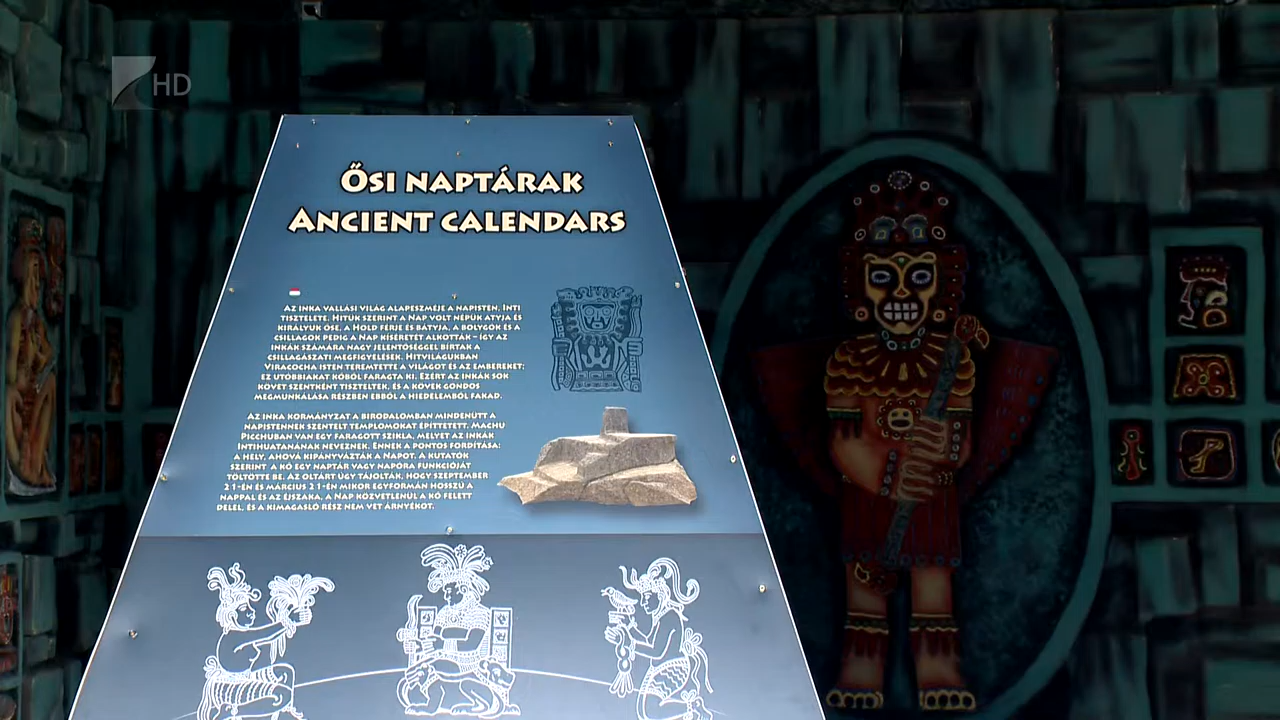 HD
ŐSI NAPTÁRAK
ANCIENT CALENDARS
AZ INKA VALLÁSI VILÁG ALAPESZMÉJE A NAPISTEN, INTI
TISZTELETE. HITÜK SZERINT A NAP VOLT NÉPÜK ATYJA ÉS
KIRÁLYUK ŐSE, A HOLD FÉRJE ÉS BÁTYJA, A BOLYGÓK ÉS A
CSILLAGOK PEDIG A NAP KÍSÉRETÉT ALKOTTÁK – ÍGY AZ
INKÁK SZÁMÁRA NAGY JELENTŐSÉGGEL BÍRTAK A
CSILLAGÁSZATI MEGFIGYELÉSEK. HITVILÁGUKBAN
VIRACOCHA ISTEN TEREMTETTE A VILÁGOT ÉS AZ EMBEREKET;
EZ UTÓBBIAKAT KŐBŐL FARAGTA KI. EZÉRT AZ INKÁK SOK
KÖVET SZENTKÉNT TISZTELTEK, ÉS A KÖVEK GONDOS
MEGMUNKÁLÁSA RÉSZBEN EBBŐL A HIEDELEMBŐL FAKAD.
AZ INKA KORMÁNYZAT A BIRODALOMBAN MINDENÜTT A
NAPISTENNEK SZENTELT TEMPLOMOKAT ÉPÍTTETETT. MACHU
PICCHUBAN VAN EGY FARAGOTT SZIKLA, MELYET AZ INKÁK
INTIHUATANÁNAK NEVEZNEK. ENNEK A PONTOS FORDÍTÁSA:
A HELY, AHOVÁ KIPÁNYVÁZTÁK A NAPOT. A KUTATÓK
SZERINT A KŐ EGY NAPTÁR VAGY NAPÓRA FUNKCIÓJÁT
TÖLTÖTTE BE. AZ OLTÁRT ÚGY TÁJOLTÁK, HOGY SZEPTEMBER
21-ÉN ÉS MÁRCIUS 21-ÉN MIKOR EGYFORMÁN HOSSZÚ A
NAPPAL ÉS AZ ÉJSZAKA, A NAP KÖZVETLENÜL A KŐ FELETT
DELEL, ÉS A KIMAGASLÓ RÉSZ NEM VET ÁRNYÉKOT.